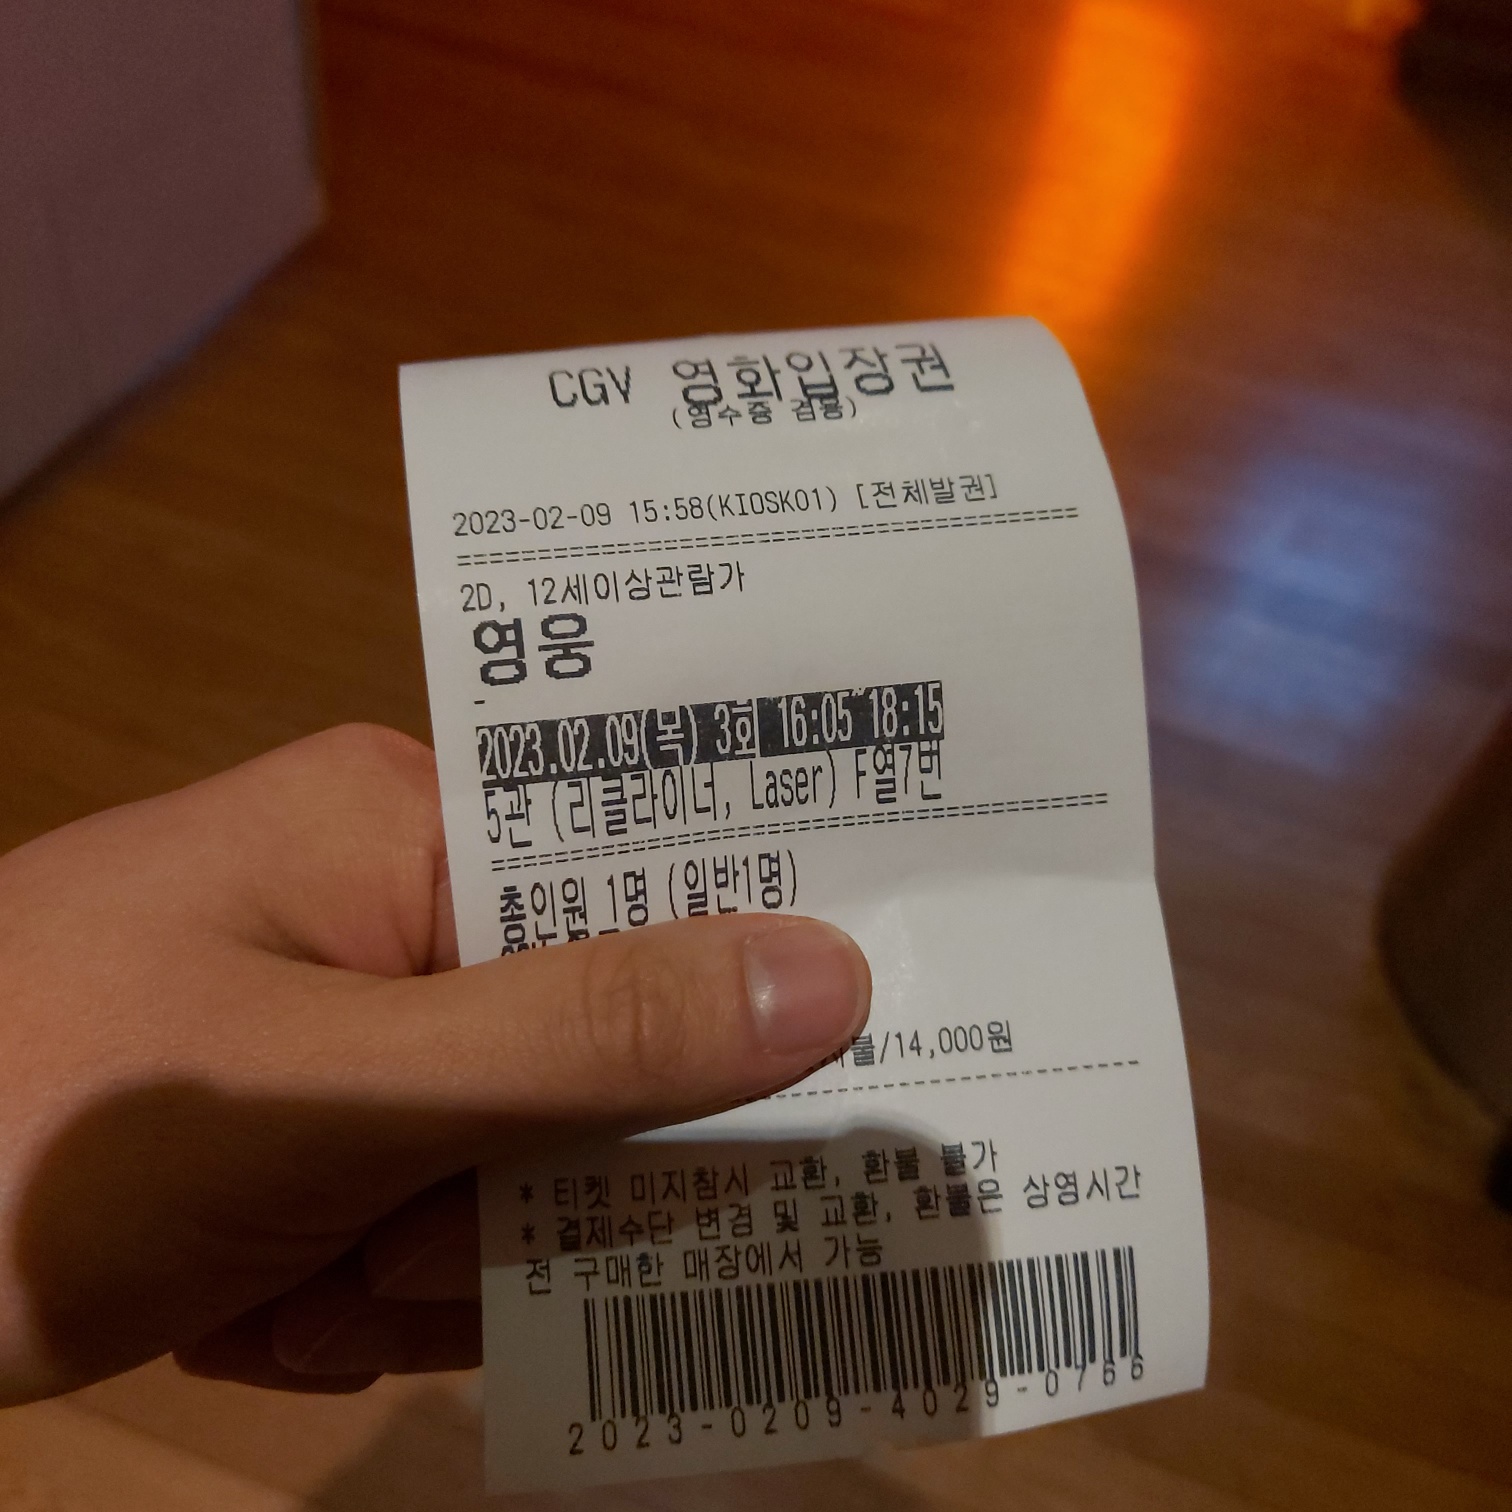 CGV 영화입장권
(영수증 겸용)
2023-02-09 15:58(KIOSK01) [전체발권]
2D, 12세이상관람가
영웅
-
2023.02.09(목) 3회 16:05~18:15
5관 (리클라이너, Laser) F열7번
총인원 1명 (일반1명)
/14,000원
* 티켓 미지참시 교환, 환불 불가
* 결제수단 변경 및 교환, 환불은 상영시간
전 구매한 매장에서 가능
2023-0209-4029-0766